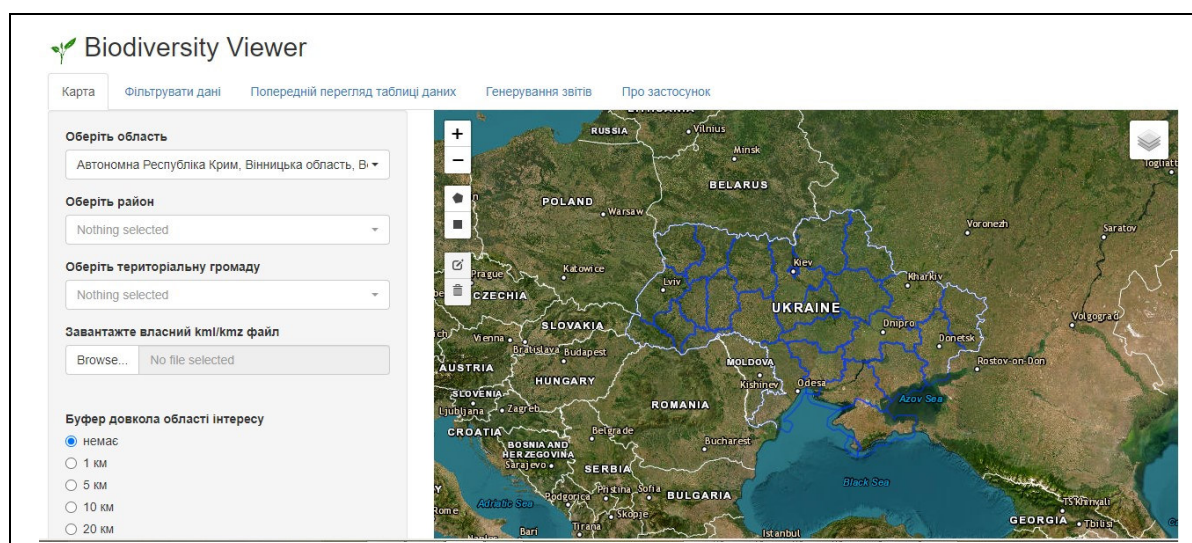 Biodiversity Viewer
Карта
Фільтрувати дані
Попередній перегляд таблиці даних
Генерування звітів
Про застосунок
Оберіть область
Автономна Республіка Крим, Вінницька область, В
Оберіть район
Nothing selected
Оберіть територіальну громаду
Nothing selected
Завантажте власний kml/kmz файл
Browse...
No file selected
Буфер довкола області інтересу
немає
1 км
5 км
10 км
20 км
+
−
RUSSIA
Vilnius
Minsk
Togliatt
BELARUS
POLAND
Warsaw
Voronezh
Saratov
Prague
Katowice
Kiev
Lviv
Kharkiv
CZECHIA
UKRAINE
Volgograd
SLOVAKIA
Dnipro
Vienna
Bratislava
Budapest
Donetsk
AUSTRIA
MOLDOVA
Rostov-on-Don
HUNGARY
Kishinev
Odesa
SLOVENIA
Azov Sea
Ljubljana
Zagreb
ROMANIA
CROATIA
Belgrade
BOSNIA AND
HERZEGOVINA
Bucharest
Sarajevo
SERBIA
Black Sea
Adriatic Sea
Podgorica
Pristina
Sofia
BULGARIA
TSkhinvali
Rome
Skopje
GEORGIA
Tbilisi
Bari
Tirana
Istanbul